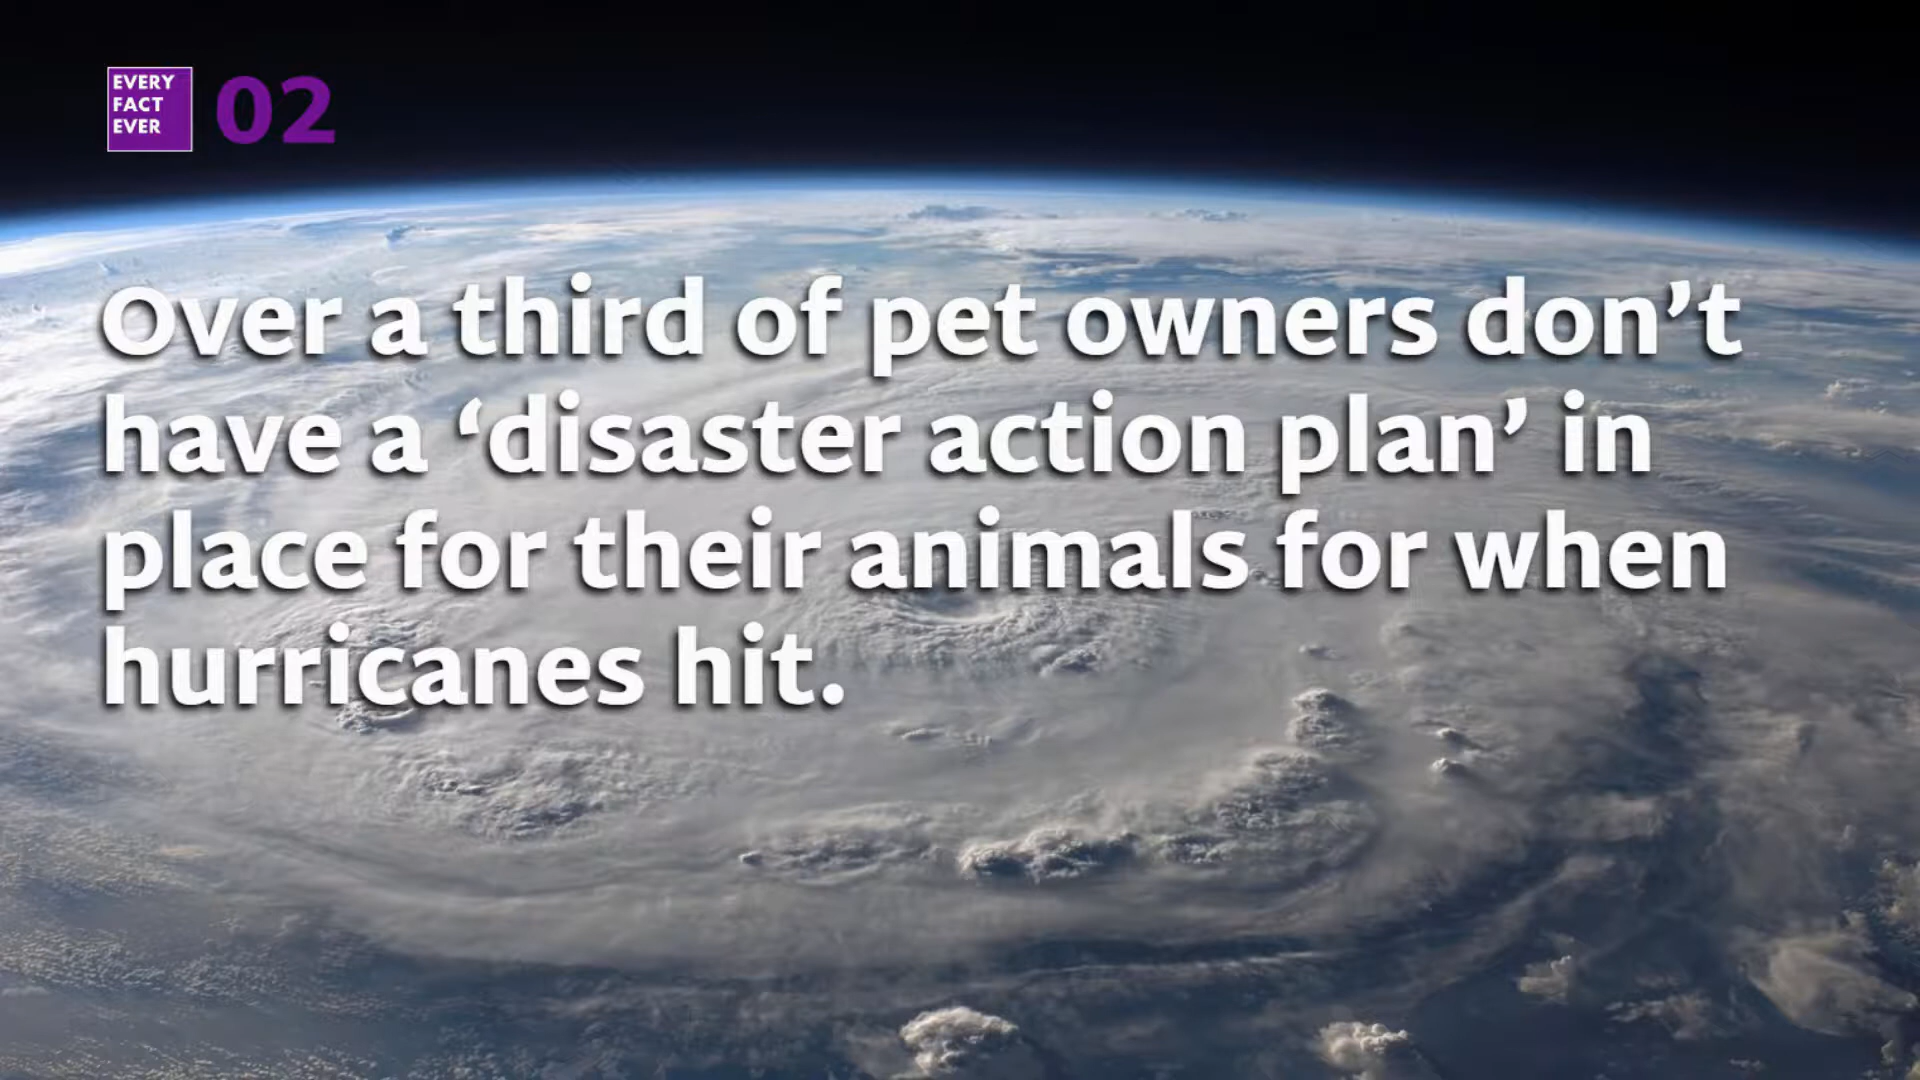 EVERY
FACT
EVER
02
Over a third of pet owners don’t
have a ‘disaster action plan’ in
place for their animals for when
hurricanes hit.